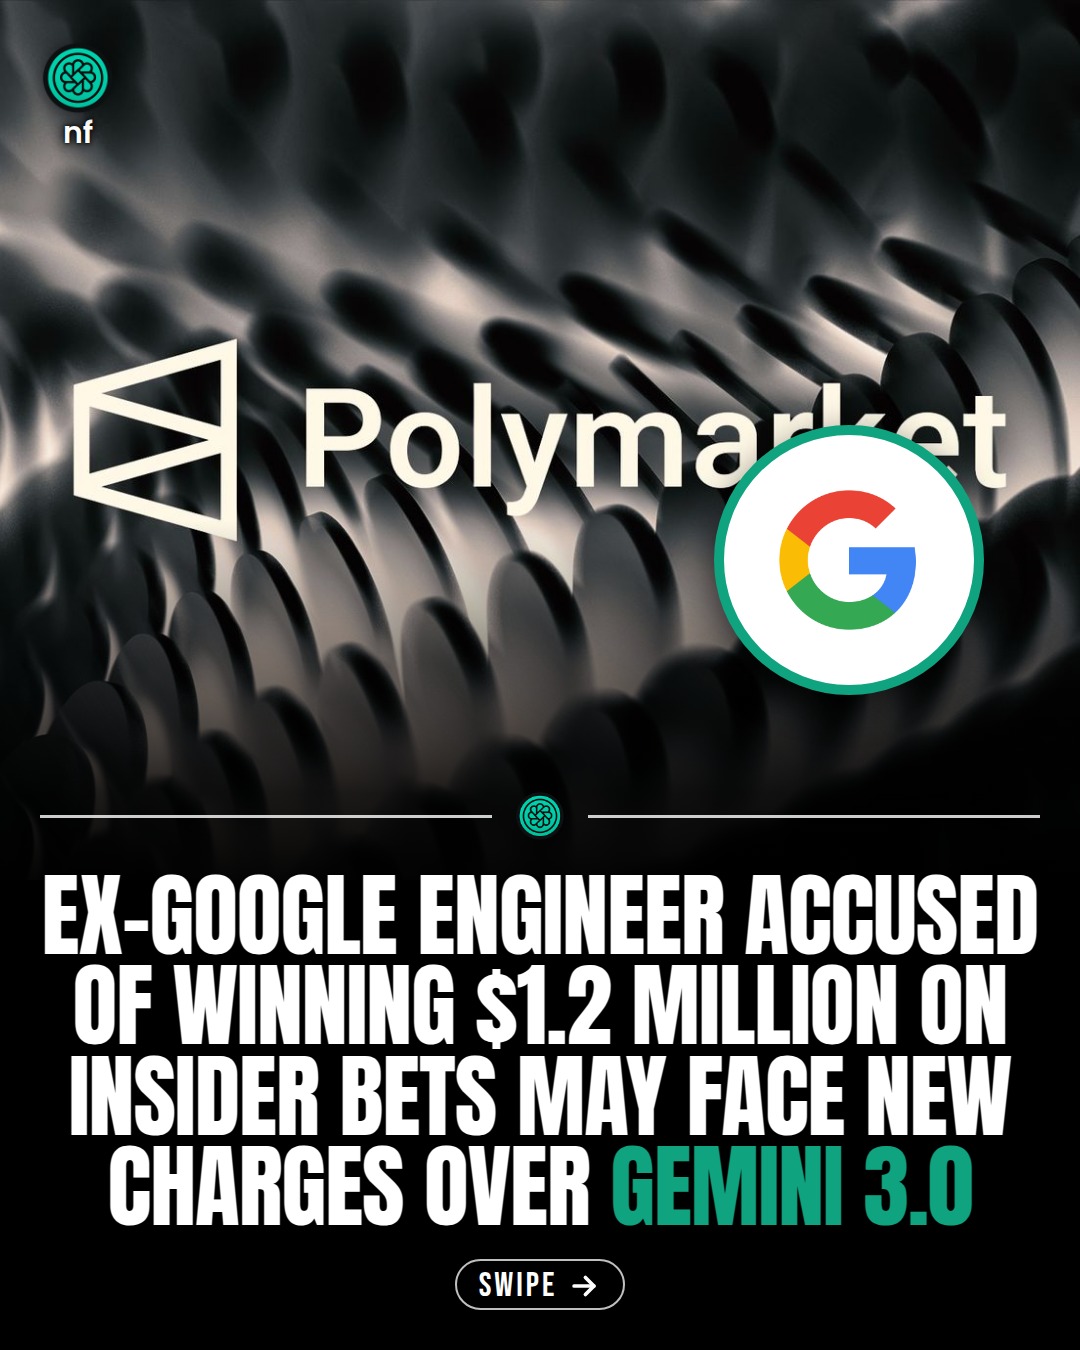 nf
Polymarket
EX-GOOGLE ENGINEER ACCUSED
OF WINNING $1.2 MILLION ON
INSIDER BETS MAY FACE NEW
CHARGES OVER GEMINI 3.0
SWIPE →